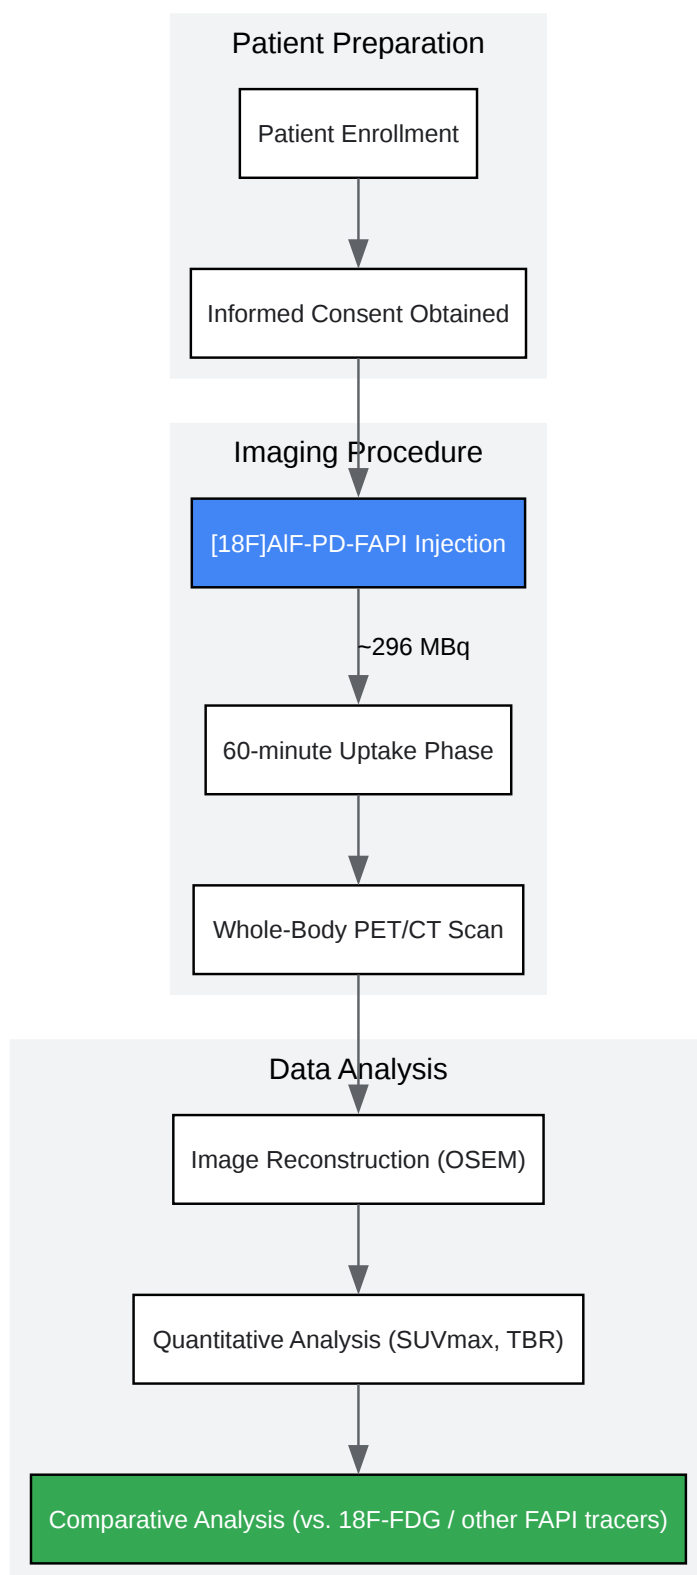 Patient Preparation
Patient Enrollment
Informed Consent Obtained
Imaging Procedure
[18F]AlF-PD-FAPI Injection
~296 MBq
60-minute Uptake Phase
Whole-Body PET/CT Scan
Data Analysis
Image Reconstruction (OSEM)
Quantitative Analysis (SUVmax, TBR)
Comparative Analysis (vs. 18F-FDG / other FAPI tracers)